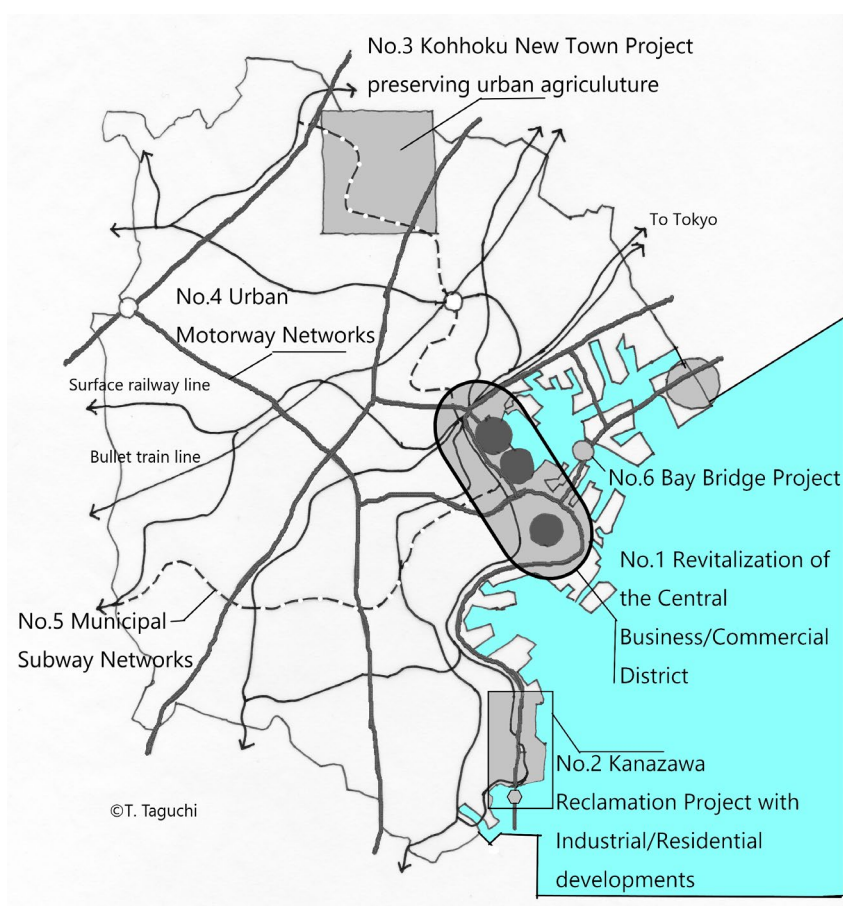 No.3 Kohhoku New Town Project
preserving urban agriculuture
To Tokyo
No.4 Urban
Motorway Networks
Surface railway line
Bullet train line
No.6 Bay Bridge Project
No.1 Revitalization of
the Central
Business/Commercial
District
No.5 Municipal
Subway Networks
No.2 Kanazawa
Reclamation Project with
Industrial/Residential
developments
©T. Taguchi